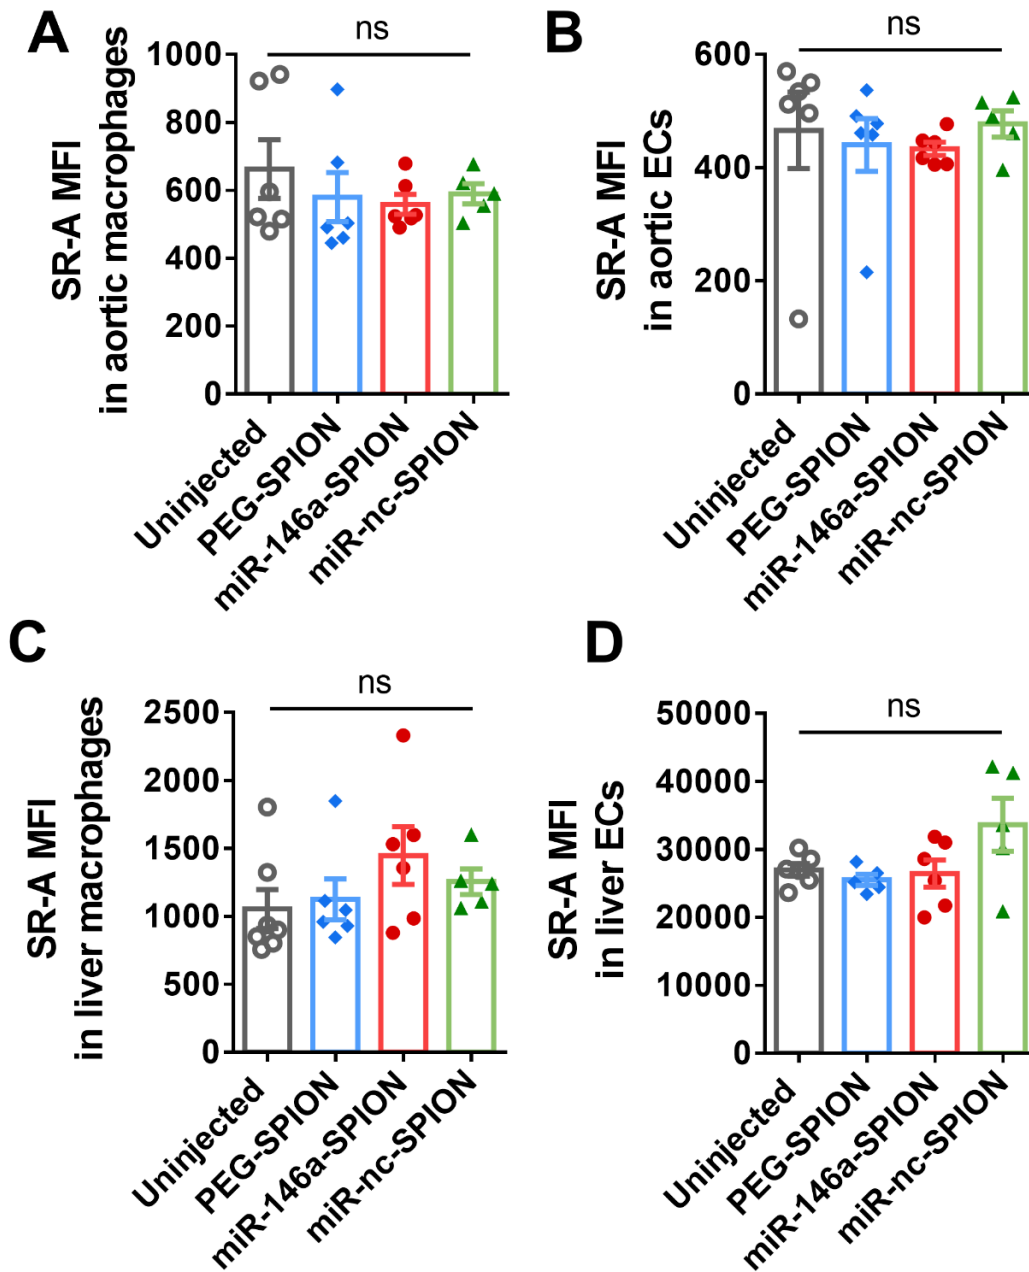 A
SR-A MFI
in aortic macrophages
ns
1000
800
600
400
200
0
Uninjected
PEG-SPION
miR-146a-SPION
miR-nc-SPION
B
SR-A MFI
in aortic ECs
ns
600
400
200
0
Uninjected
PEG-SPION
miR-146a-SPION
miR-nc-SPION
C
SR-A MFI
in liver macrophages
ns
2500
2000
1500
1000
500
0
Uninjected
PEG-SPION
miR-146a-SPION
miR-nc-SPION
D
SR-A MFI
in liver ECs
ns
50000
40000
30000
20000
10000
0
Uninjected
PEG-SPION
miR-146a-SPION
miR-nc-SPION